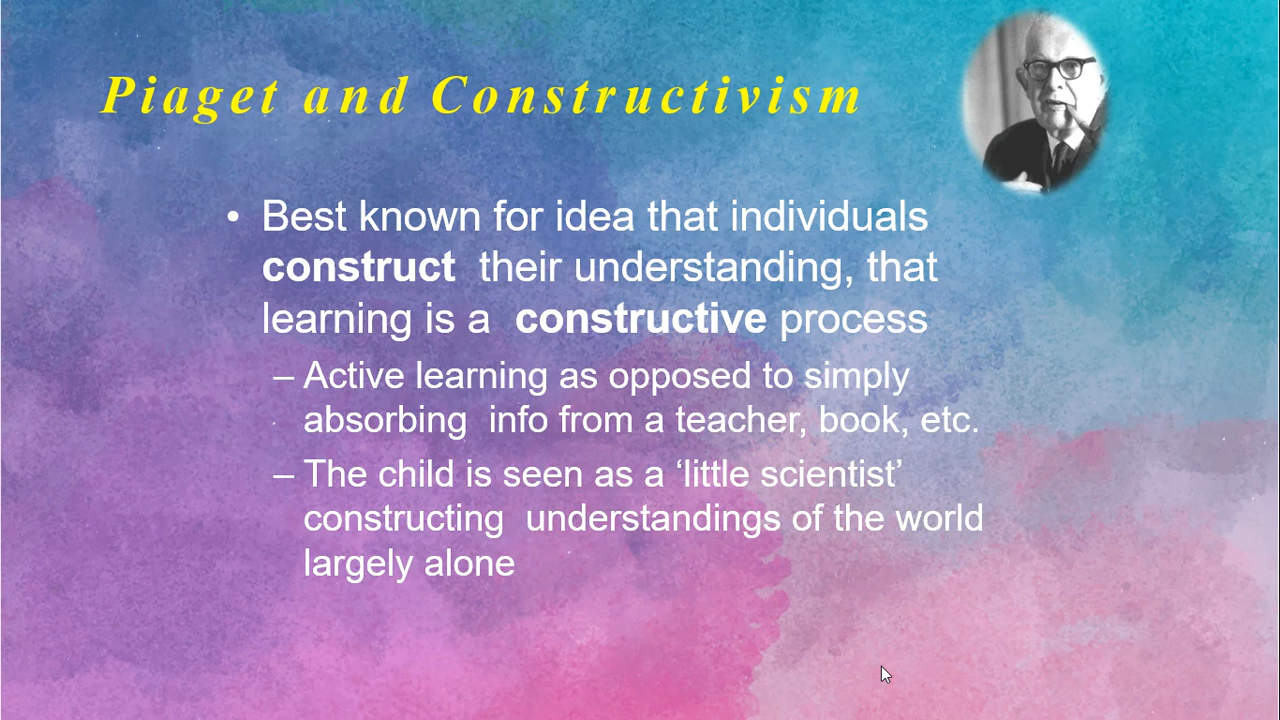 Piaget and Constructivism
• Best known for idea that individuals
construct their understanding, that
learning is a constructive process
– Active learning as opposed to simply
absorbing info from a teacher, book, etc.
– The child is seen as a ‘little scientist’
constructing understandings of the world
largely alone